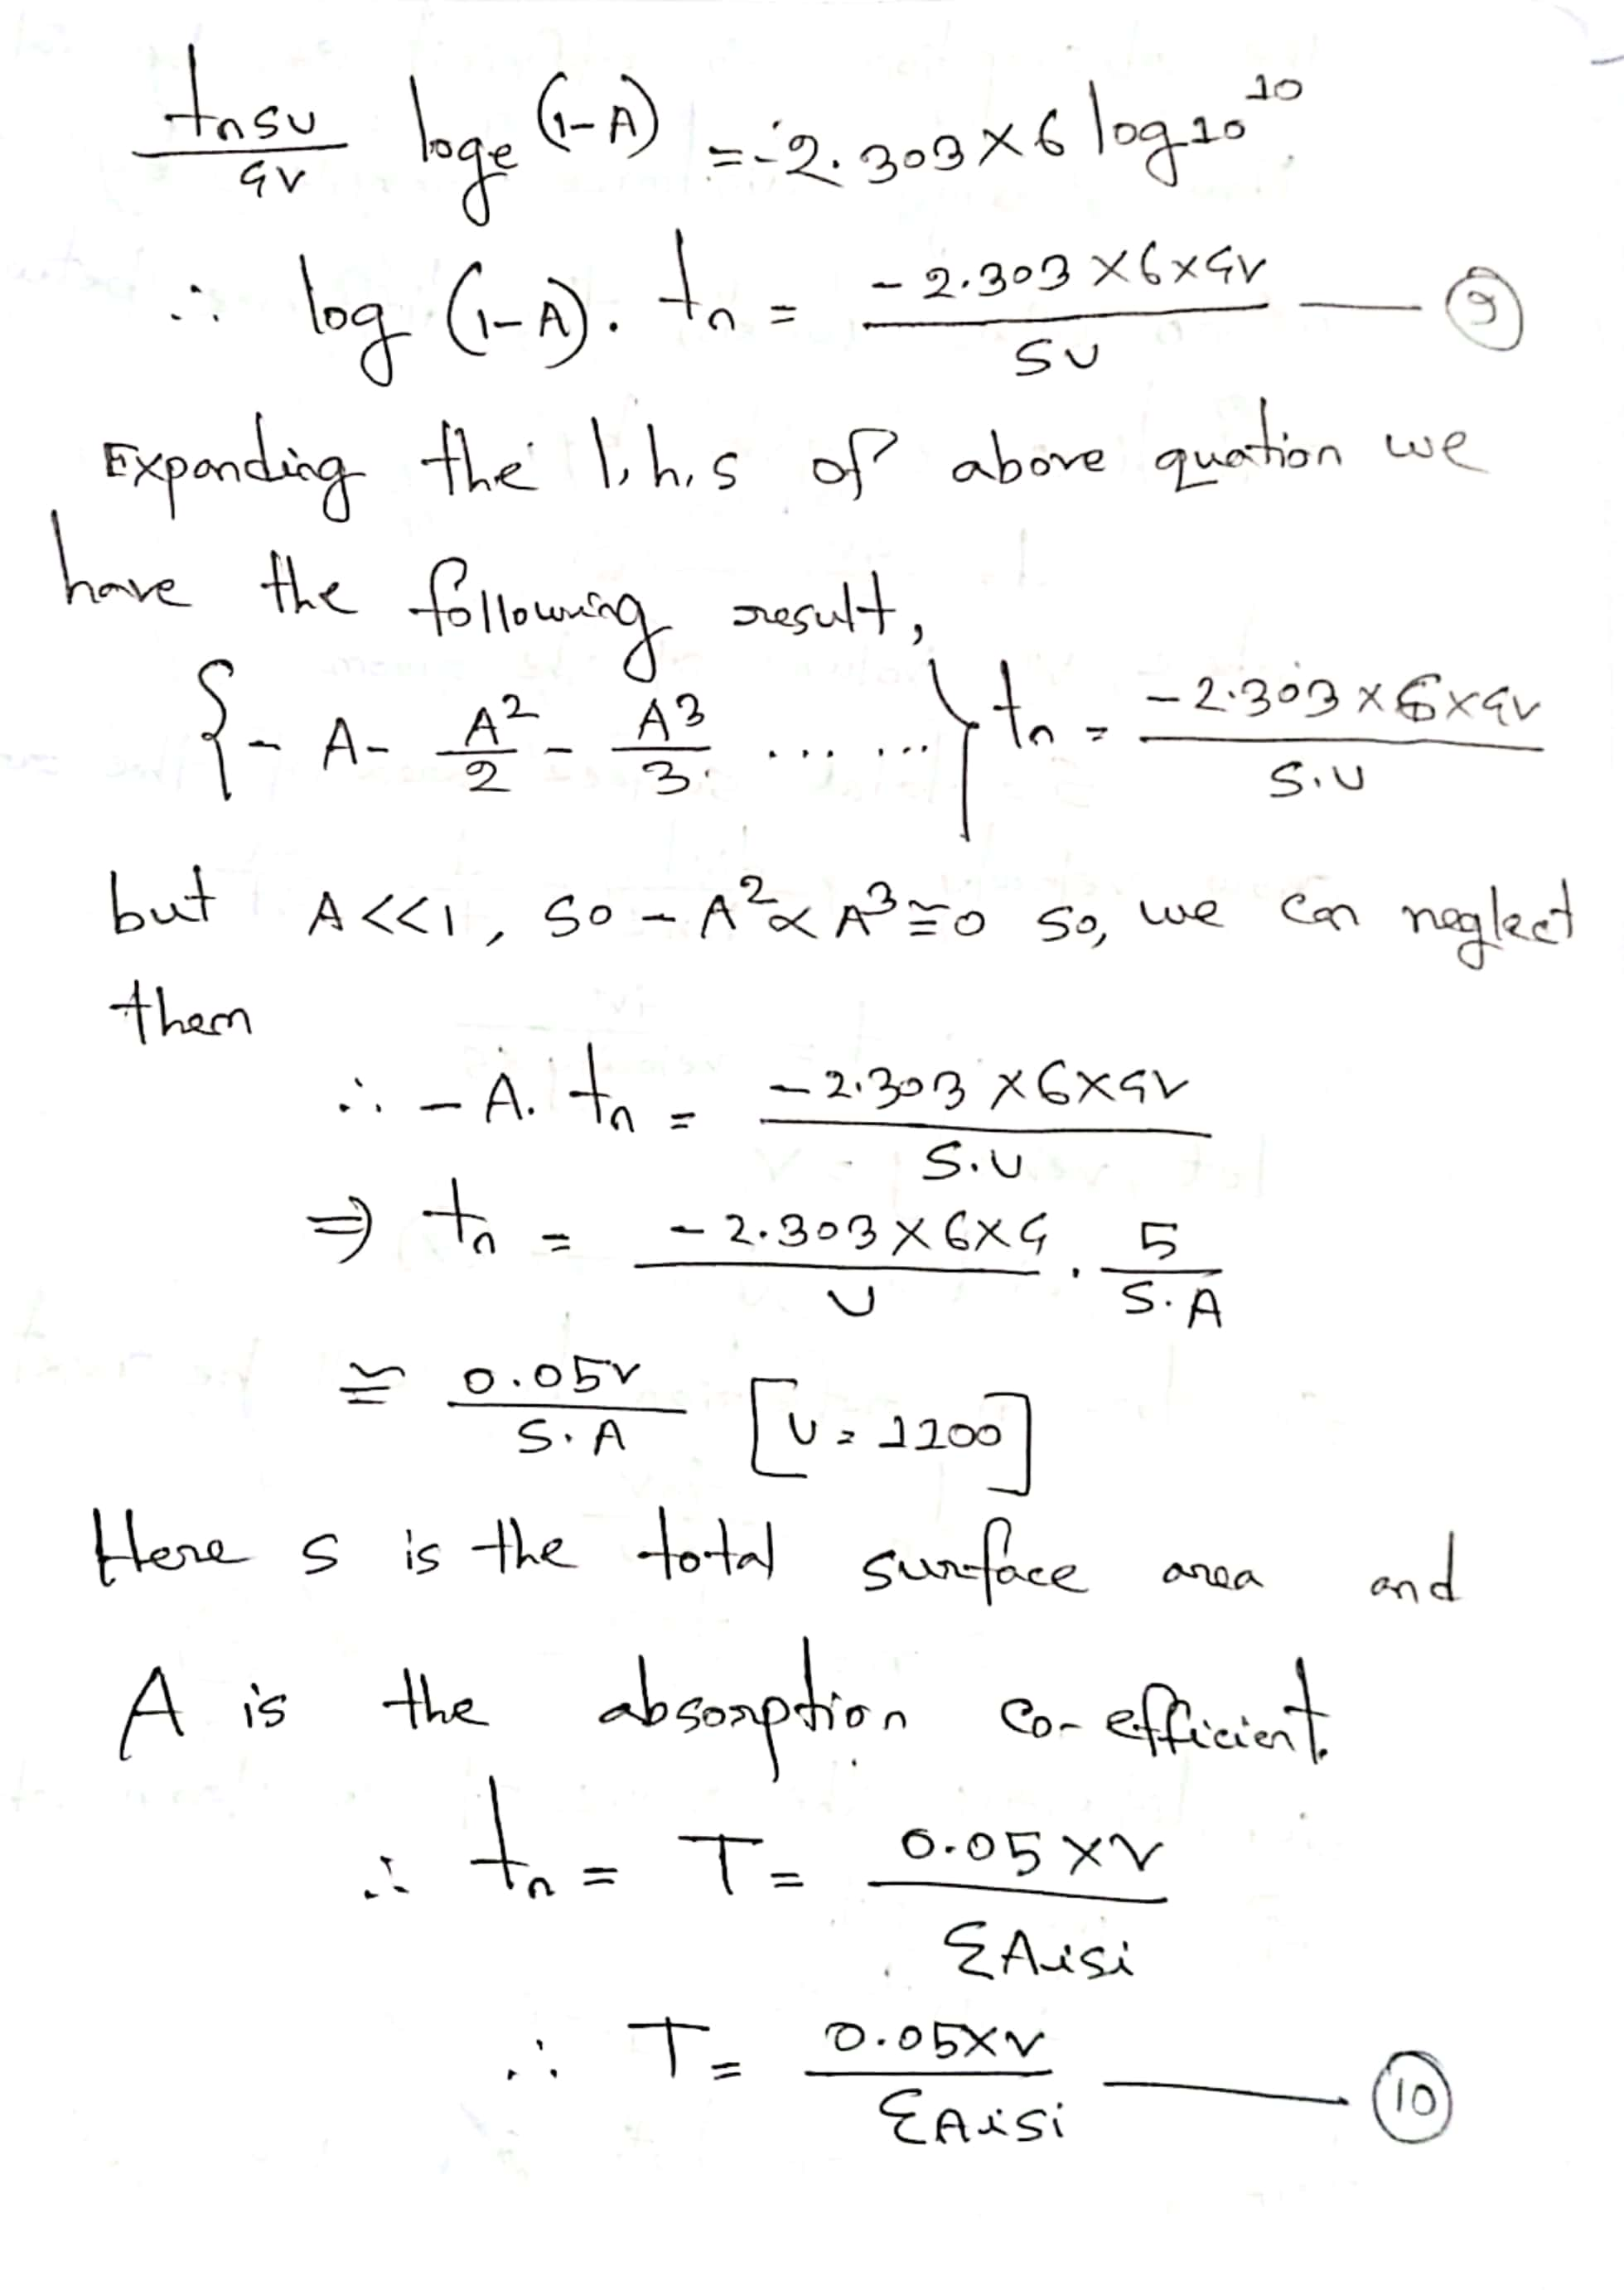 tnSU/4V loge (1-A) = -2.303×6 log10 10
∴ log (1-A). tn = -2.303×6×4V/SU — 9
Expanding the l.h.s of above quation we
have the following result,
{- A- A²/2 - A³/3 ... ...} tn = -2.303×6×4V/S.U
but A<<1, so - A² & A³ ≅ 0 so, we can neglect
them
∴ - A. tn = -2.303×6×4V/S.U
⇒ tn = -2.303×6×4/U . 5/S.A
≅ 0.05V/S.A [U = 1200]
Here S is the total surface area and
A is the absorption co-efficient.
∴ tn = T = 0.05×V/ΣAisi
∴ T = 0.05×V/ΣAisi — 10